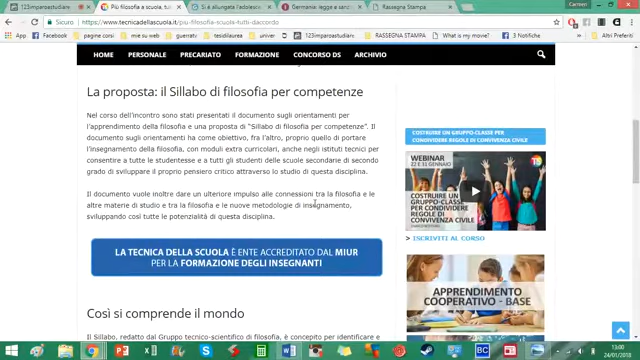 123imparoastudiare
Più filosofia a scuola, tutti
Si è allungata l'adolesc
Germania: legge e sanz
Rassegna Stampa
Carmen
Sicuro
https://www.tecnicadellascuola.it/piu-filosofia-scuola-tutti-daccordo
App
Facebook
pagine corsi
guerra
tesidilaurea
univer
123imparoastudiare
RASSEGNA STAMPA
What is my movie?
3 Notifiche
Altri Preferiti
HOME
PERSONALE
PRECARIATO
FORMAZIONE
CONCORSO DS
ARCHIVIO
La proposta: il Sillabo di filosofia per competenze
Nel corso dell'incontro sono stati presentati il documento sugli orientamenti per
l'apprendimento della filosofia e una proposta di "Sillabo di filosofia per competenze". Il
documento sugli orientamenti ha come obiettivo, fra l'altro, proprio quello di portare
l'insegnamento della filosofia, con moduli extra curricolari, anche negli istituti tecnici per
consentire a tutte le studentesse e a tutti gli studenti delle scuole secondarie di secondo
grado di sviluppare il proprio pensiero critico attraverso lo studio di questa disciplina.
Il documento vuole inoltre dare un ulteriore impulso alle connessioni tra la filosofia e le
altre materie di studio e tra la filosofia e le nuove metodologie di insegnamento,
sviluppando così tutte le potenzialità di questa disciplina.
LA TECNICA DELLA SCUOLA È ENTE ACCREDITATO DAL MIUR
PER LA FORMAZIONE DEGLI INSEGNANTI
Così si comprende il mondo
Il Sillabo, redatto dal Gruppo tecnico-scientifico di filosofia, è concepito per identificare e
COSTRUIRE UN GRUPPO-CLASSE PER
CONDIVIDERE REGOLE DI CONVIVENZA CIVILE
WEBINAR
22 E 31 GENNAIO
COSTRUIRE UN
GRUPPO-CLASSE
PER CONDIVIDERE
REGOLE DI
CONVIVENZA CIVILE
ISCRIVITI AL CORSO
APPRENDIMENTO
COOPERATIVO - BASE
13:00
24/01/2018